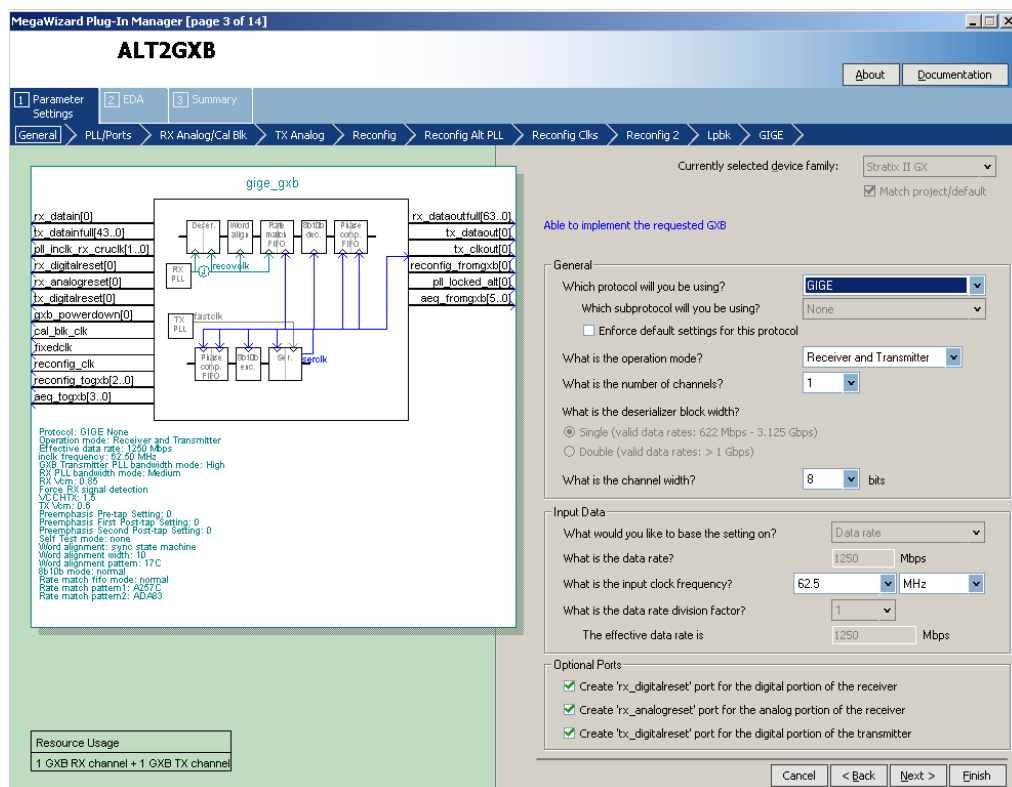 MegaWizard Plug-In Manager [page 3 of 14]
ALT2GXB
About
Documentation
1 Parameter Settings
2 EDA
3 Summary
General
PLL/Ports
RX Analog/Cal Blk
TX Analog
Reconfig
Reconfig Alt PLL
Reconfig Clks
Reconfig 2
Lpbk
GIGE
gige_gxb
rx_datain[0]
tx_datainfull[43..0]
pll_inclk_rx_cruclk[1..0]
rx_digitalreset[0]
rx_analogreset[0]
tx_digitalreset[0]
gxb_powerdown[0]
cal_blk_clk
fixedclk
reconfig_clk
reconfig_togxb[2..0]
aeq_togxb[3..0]
Deser.
Word align
Rate match FIFO
8b10b dec.
Phase comp. FIFO
RX PLL
recovclk
TX PLL
fastclk
Phase comp. FIFO
8b10b enc.
Ser.
serclk
rx_dataoutfull[63..0]
tx_dataout[0]
tx_clkout[0]
reconfig_fromgxb[0]
pll_locked_alt[0]
aeq_fromgxb[5..0]
Protocol: GIGE None
Operation mode: Receiver and Transmitter
Effective data rate: 1250 Mbps
inclk frequency: 62.50 MHz
GXB Transmitter PLL bandwidth mode: High
RX PLL bandwidth mode: Medium
RX Vcm: 0.85
Force RX signal detection
VCCHTX: 1.5
TX Vcm: 0.6
Preemphasis Pre-tap Setting: 0
Preemphasis First Post-tap Setting: 0
Preemphasis Second Post-tap Setting: 0
Self Test mode: none
Word alignment: sync state machine
Word alignment width: 10
Word alignment pattern: 17C
8b10b mode: normal
Rate match fifo mode: normal
Rate match pattern1: A257C
Rate match pattern2: ADA83
Resource Usage
1 GXB RX channel + 1 GXB TX channel
Currently selected device family:
Stratix II GX
Match project/default
Able to implement the requested GXB
General
Which protocol will you be using?
GIGE
Which subprotocol will you be using?
None
Enforce default settings for this protocol
What is the operation mode?
Receiver and Transmitter
What is the number of channels?
1
What is the deserializer block width?
Single (valid data rates: 622 Mbps - 3.125 Gbps)
Double (valid data rates: > 1 Gbps)
What is the channel width?
8 bits
Input Data
What would you like to base the setting on?
Data rate
What is the data rate?
1250 Mbps
What is the input clock frequency?
62.5 MHz
What is the data rate division factor?
1
The effective data rate is
1250 Mbps
Optional Ports
Create 'rx_digitalreset' port for the digital portion of the receiver
Create 'rx_analogreset' port for the analog portion of the receiver
Create 'tx_digitalreset' port for the digital portion of the transmitter
Cancel
< Back
Next >
Finish